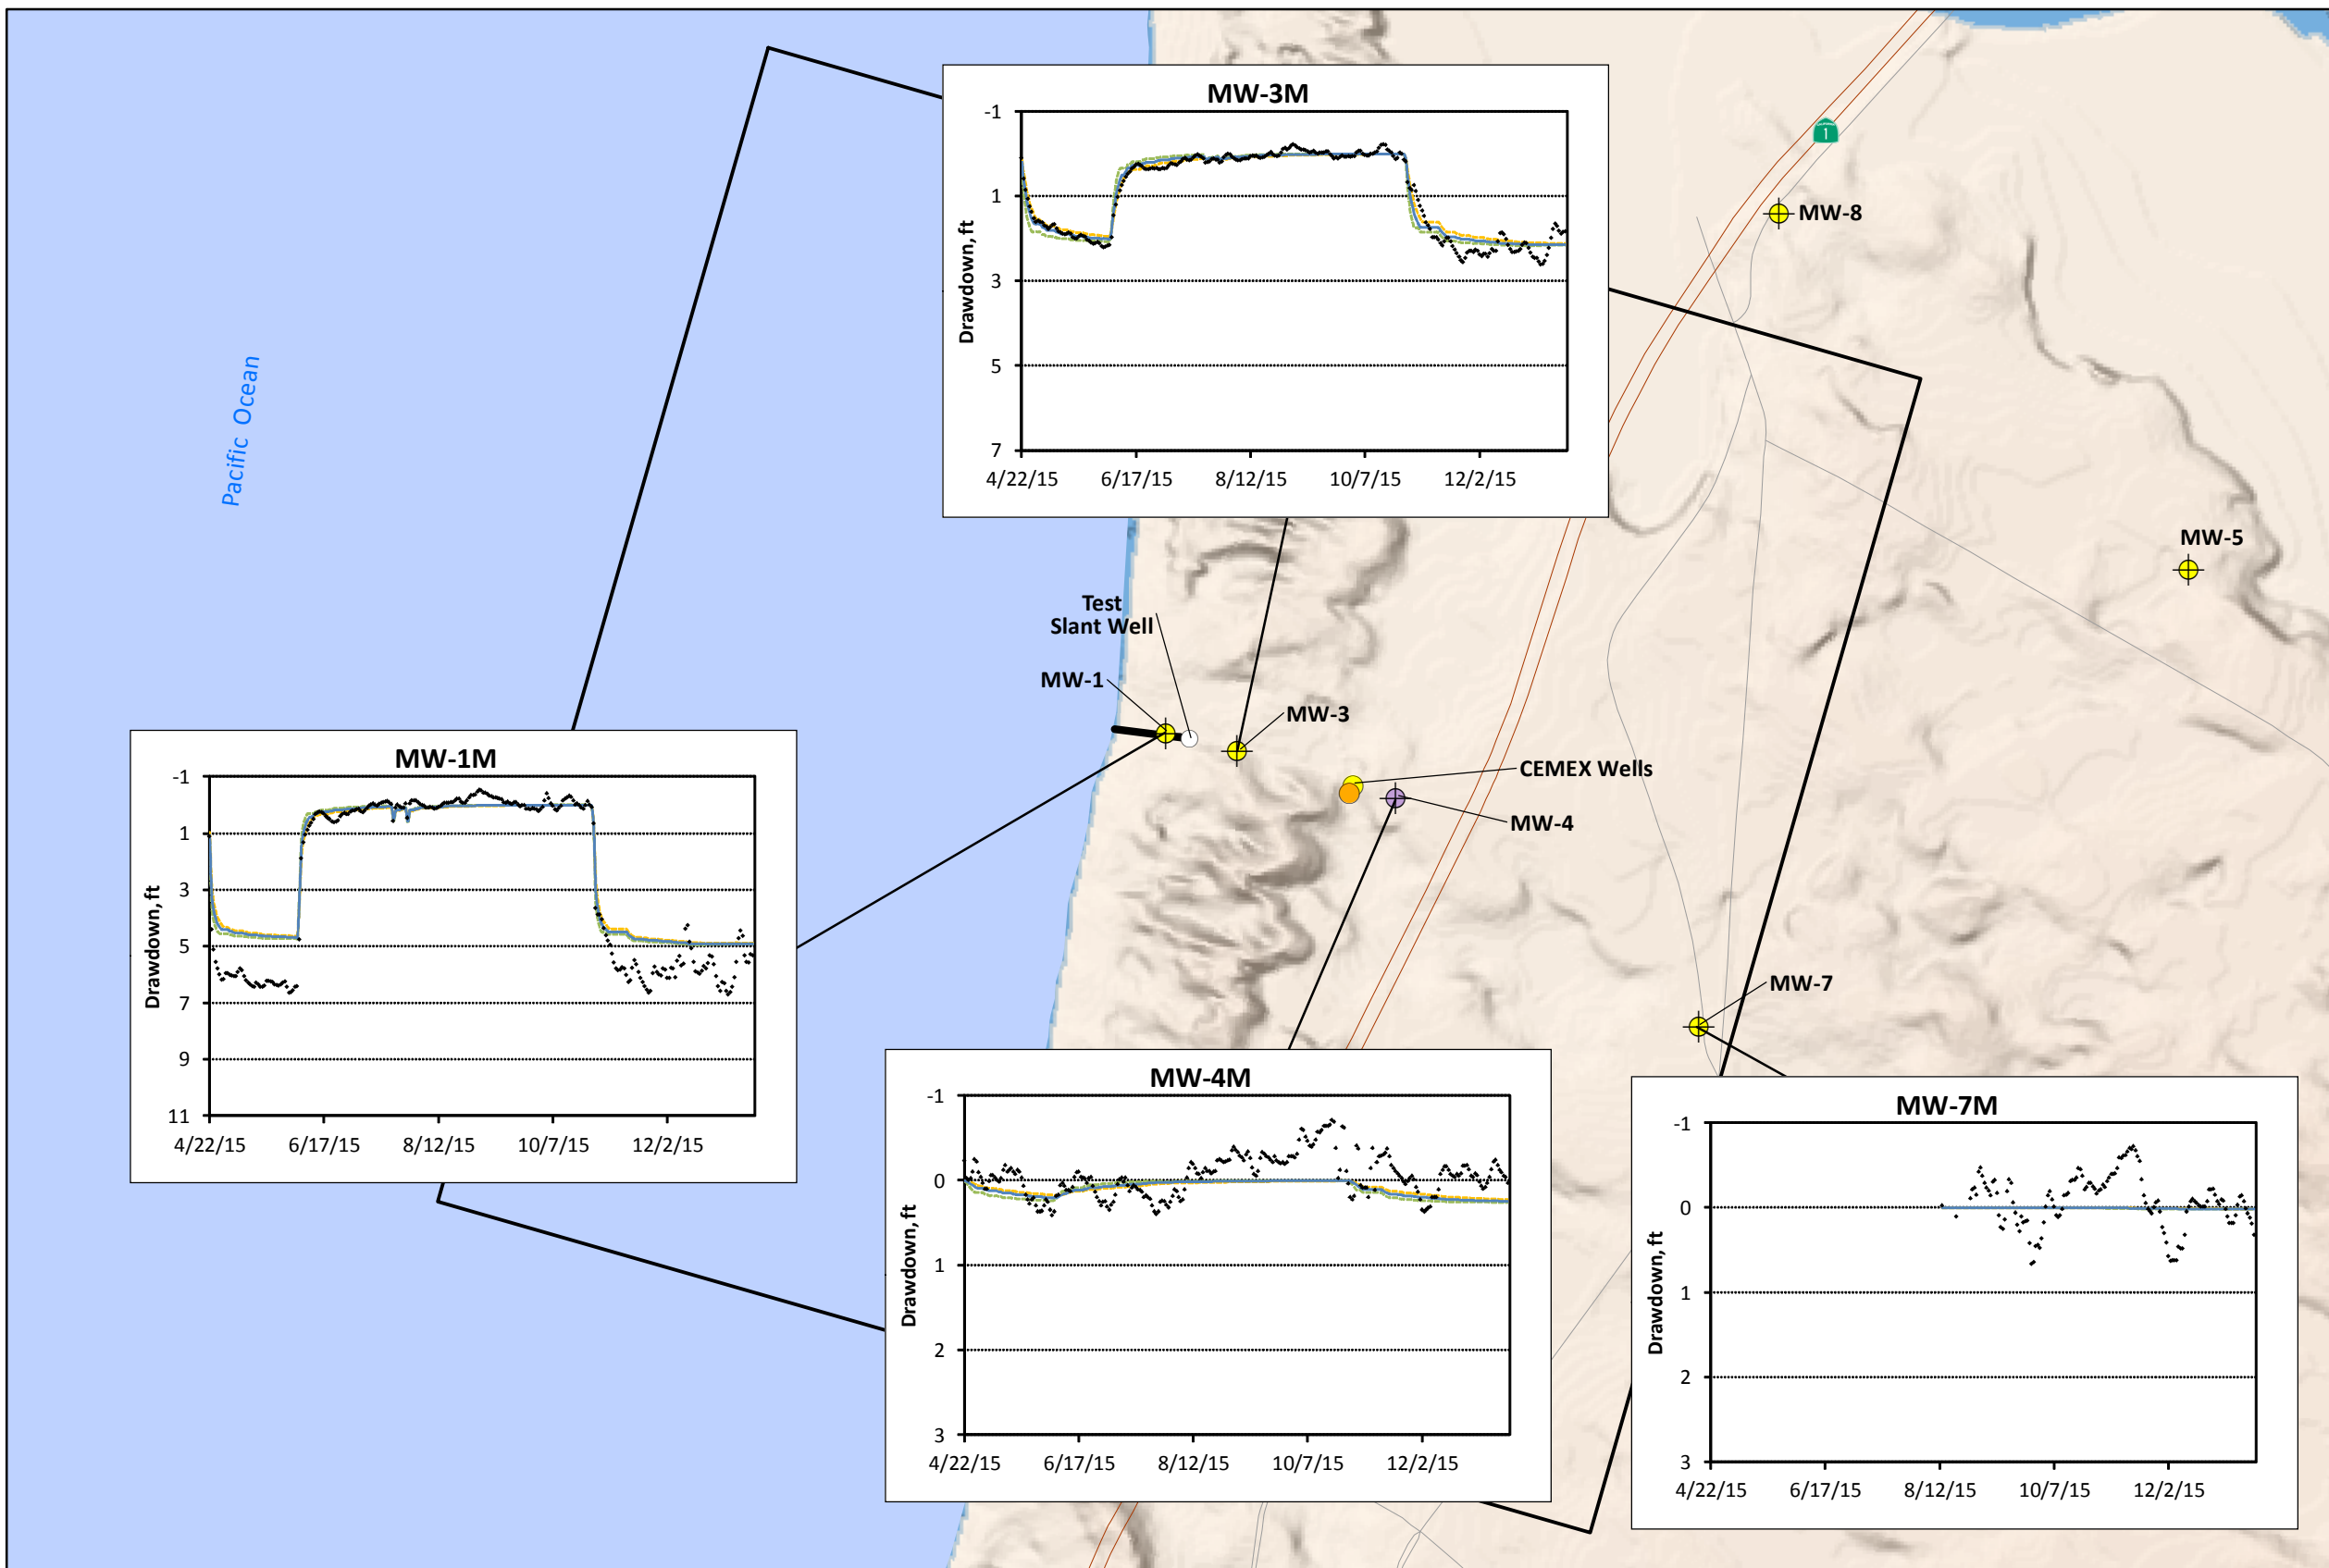 MW-3M
-1
1
3
5
7
Drawdown, ft
4/22/15 6/17/15 8/12/15 10/7/15 12/2/15
1
MW-8
Pacific Ocean
MW-5
Test
Slant Well
MW-1
MW-3
CEMEX Wells
MW-4
MW-7
MW-1M
-1
1
3
5
7
9
11
Drawdown, ft
4/22/15 6/17/15 8/12/15 10/7/15 12/2/15
MW-4M
-1
0
1
2
3
Drawdown, ft
4/22/15 6/17/15 8/12/15 10/7/15 12/2/15
MW-7M
-1
0
1
2
3
Drawdown, ft
4/22/15 6/17/15 8/12/15 10/7/15 12/2/15